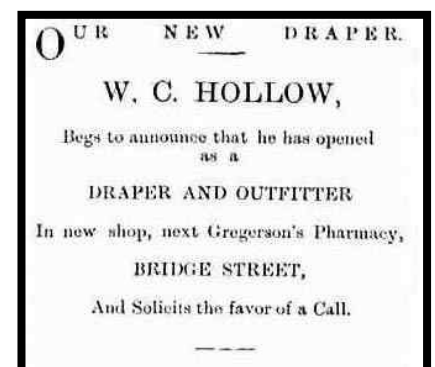 OUR NEW DRAPER.
W. C. HOLLOW,
Begs to announce that he has opened
as a
DRAPER AND OUTFITTER
In new shop, next Gregerson's Pharmacy,
BRIDGE STREET,
And Solicits the favor of a Call.